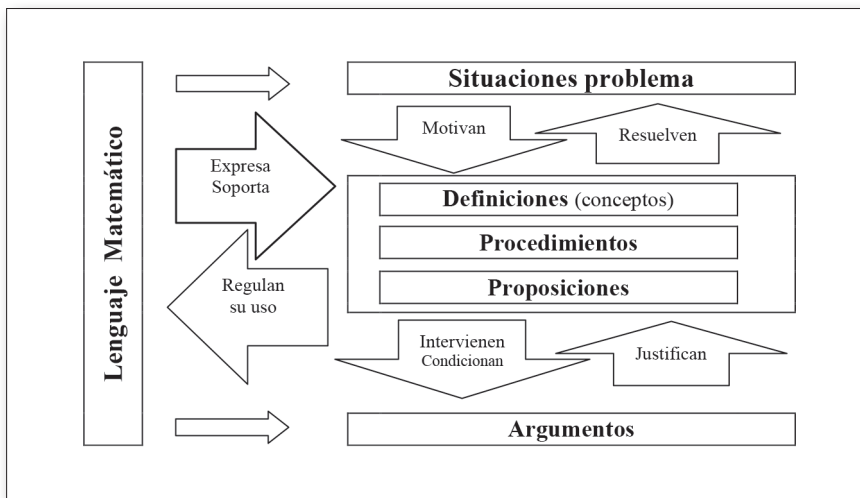 Lenguaje Matemático
Situaciones problema
Motivan
Resuelven
Expresa
Soporta
Definiciones (conceptos)
Procedimientos
Proposiciones
Regulan
su uso
Intervienen
Condicionan
Justifican
Argumentos